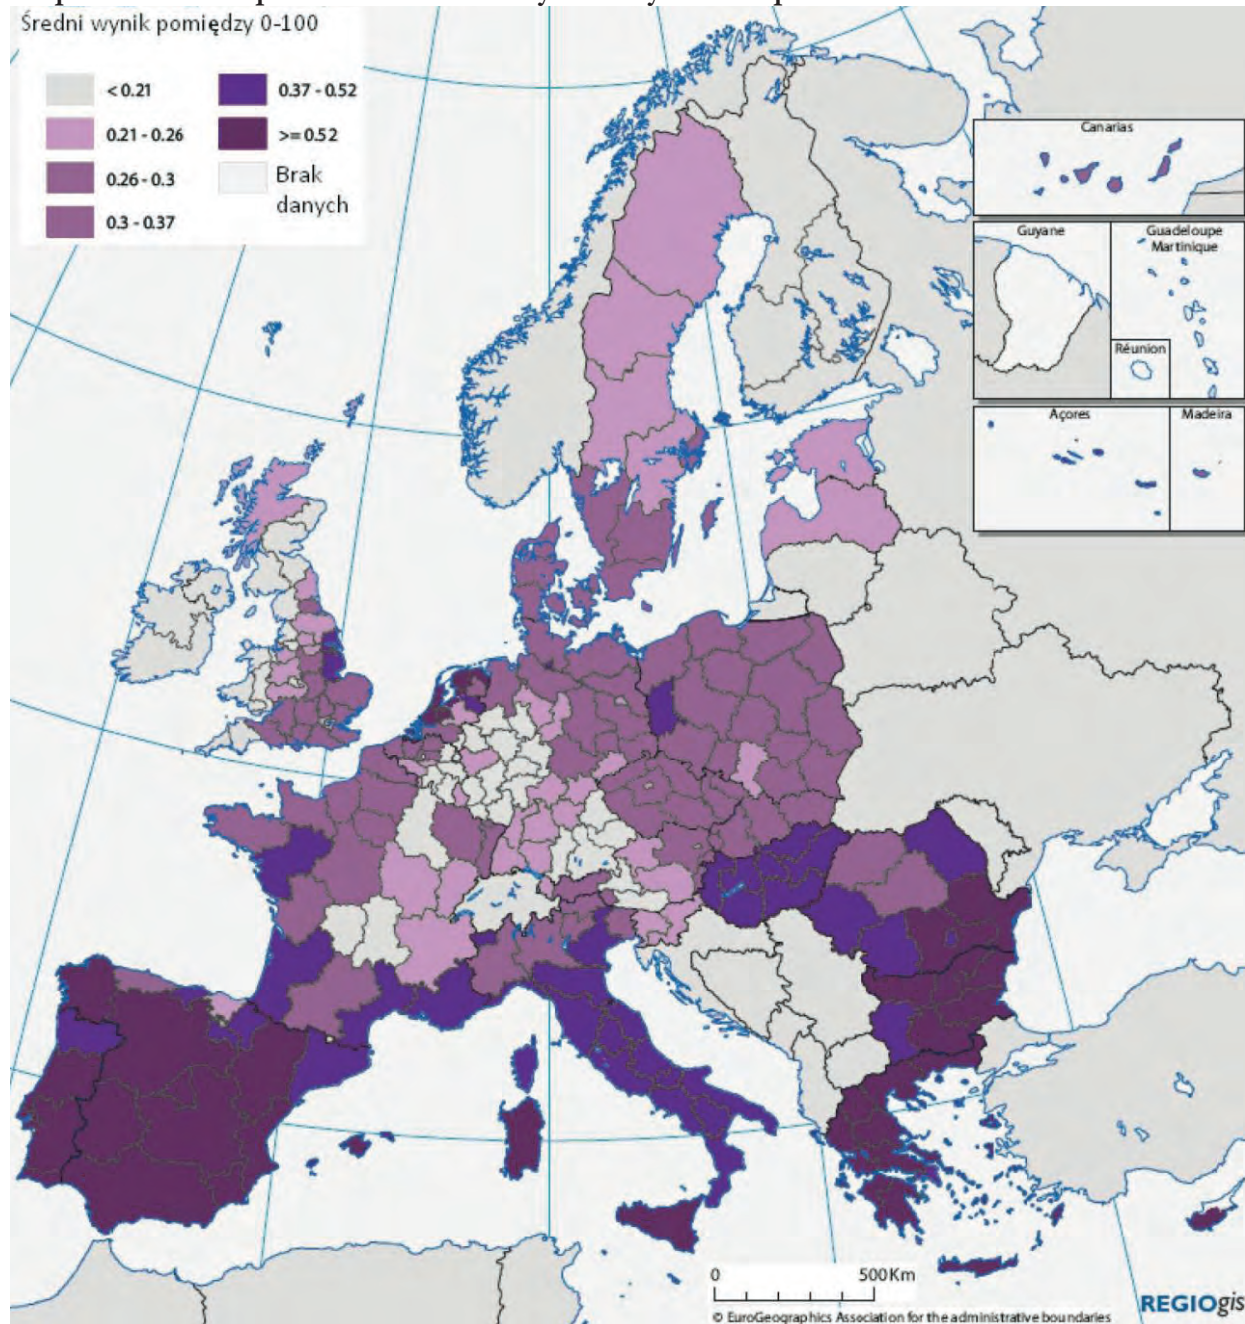 Średni wynik pomiędzy 0-100
< 0.21
0.21 - 0.26
0.26 - 0.3
0.3 - 0.37
0.37 - 0.52
>= 0.52
Brak
danych
Canarias
Guyane
Guadeloupe
Martinique
Réunion
Açores
Madeira
0
500Km
REGIOgis
© EuroGeographics Association for the administrative boundaries